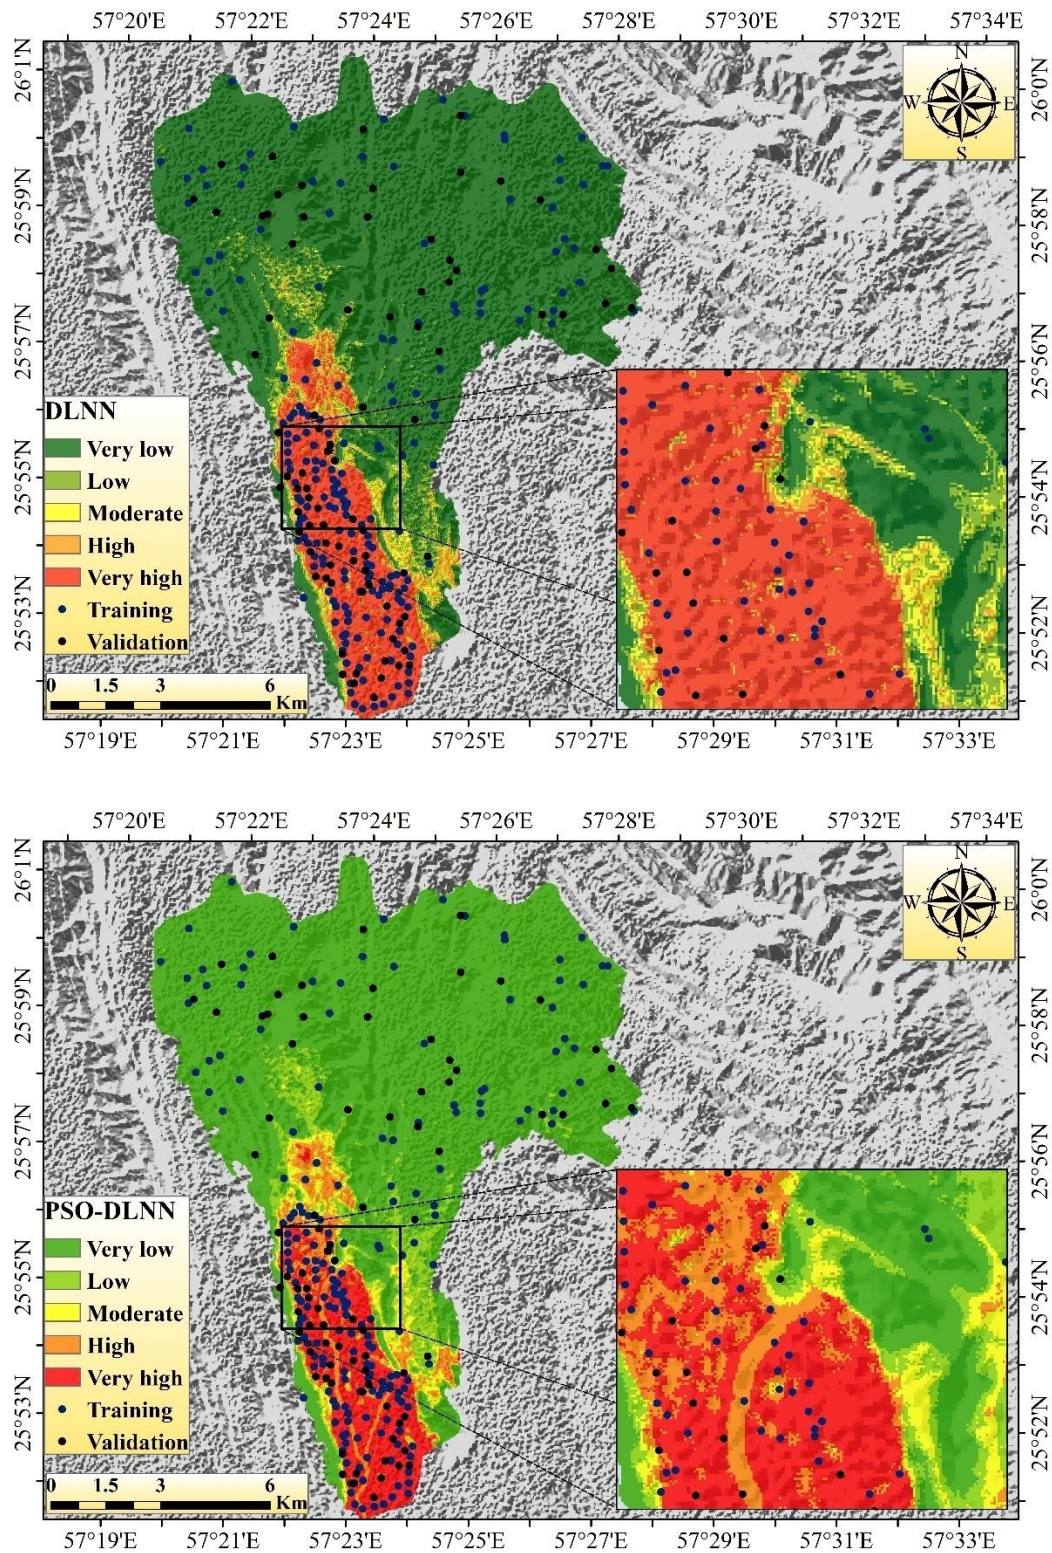 57°20'E 57°22'E 57°24'E 57°26'E 57°28'E 57°30'E 57°32'E 57°34'E
26°1'N
26°0'N
N
W E
S
25°59'N
25°58'N
25°57'N
25°56'N
DLNN
Very low
Low
Moderate
High
Very high
Training
Validation
25°55'N
25°54'N
25°53'N
25°52'N
0 1.5 3 6
Km
57°19'E 57°21'E 57°23'E 57°25'E 57°27'E 57°29'E 57°31'E 57°33'E
57°20'E 57°22'E 57°24'E 57°26'E 57°28'E 57°30'E 57°32'E 57°34'E
26°1'N
26°0'N
N
W E
S
25°59'N
25°58'N
25°57'N
25°56'N
PSO-DLNN
Very low
Low
Moderate
High
Very high
Training
Validation
25°55'N
25°54'N
25°53'N
25°52'N
0 1.5 3 6
Km
57°19'E 57°21'E 57°23'E 57°25'E 57°27'E 57°29'E 57°31'E 57°33'E